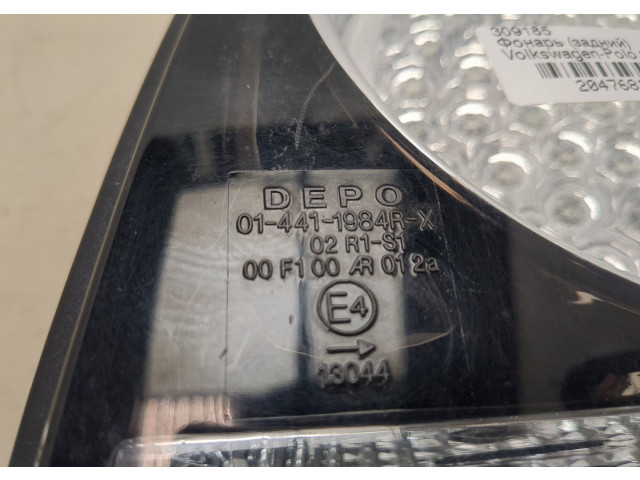 309185
Фонарь (задний)
Volkswagen-Polo
DEPO
01-441-1984R-X
02 R1-S1
00 F1 00 AR 01 2a
E4
→
13044